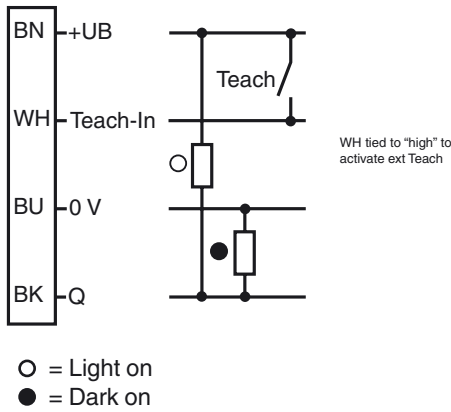 BN +UB
Teach
WH Teach-In
WH tied to “high” to
activate ext Teach
BU 0 V
BK Q
= Light on
= Dark on